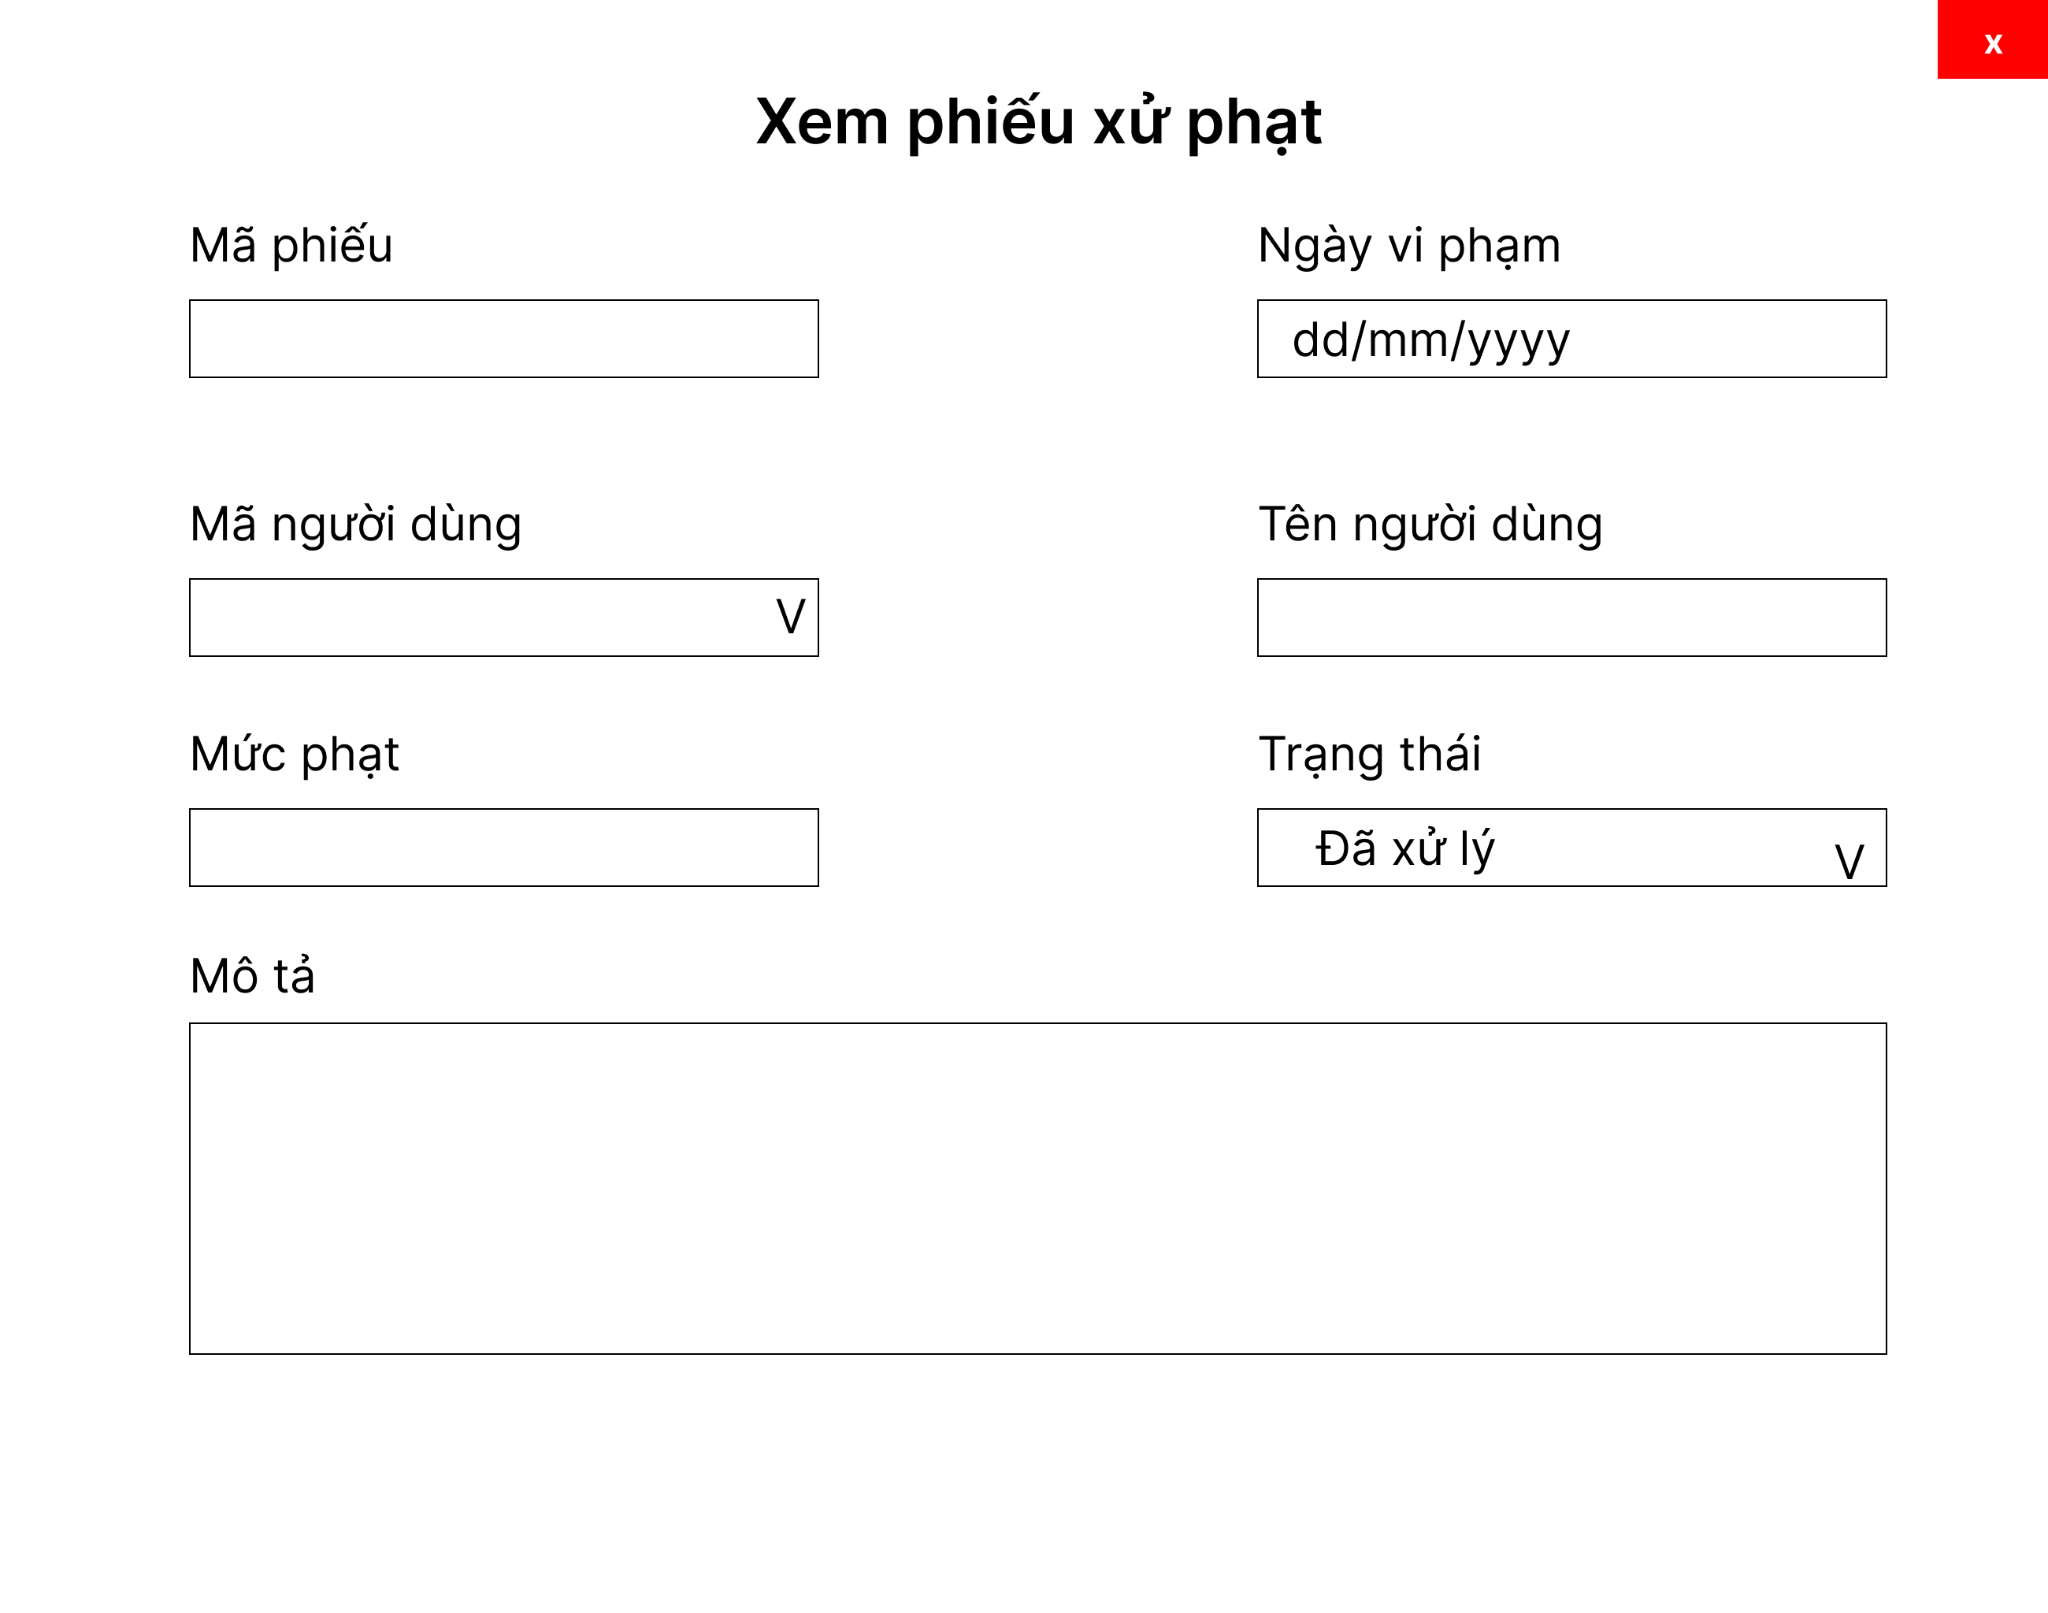 x
Xem phiếu xử phạt
Mã phiếu
Ngày vi phạm
dd/mm/yyyy
Mã người dùng
Tên người dùng
V
Mức phạt
Trạng thái
Đã xử lý
V
Mô tả